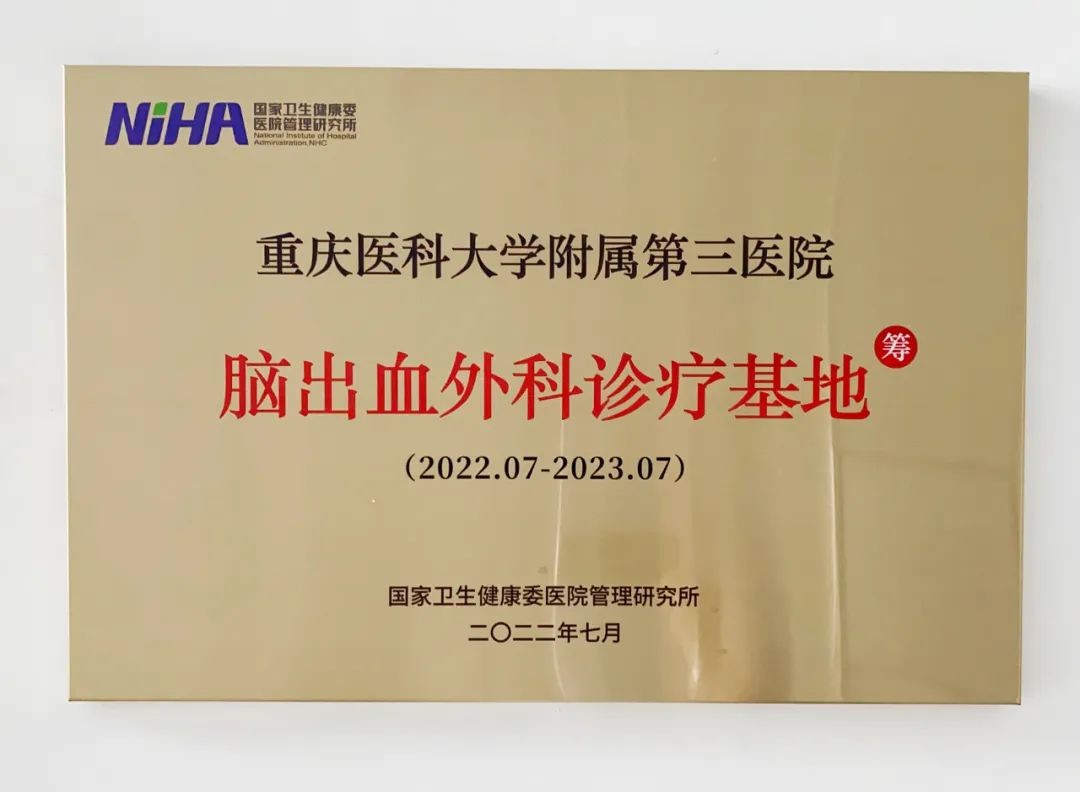 NiHA
国家卫生健康委
医院管理研究所
National Institute of Hospital
Administration,NHC
重庆医科大学附属第三医院
脑出血外科诊疗基地 筹
（2022.07-2023.07）
国家卫生健康委医院管理研究所
二〇二二年七月